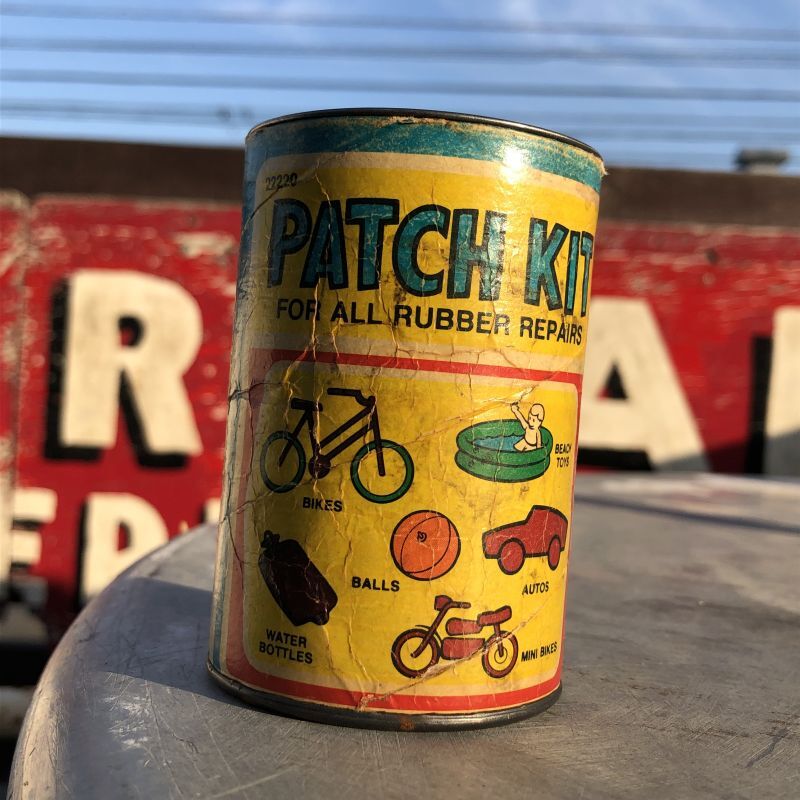 22220
PATCH KIT
FOR ALL RUBBER REPAIRS
BEACH
TOYS
BIKES
BALLS
AUTOS
WATER
BOTTLES
MINI BIKES
R
A